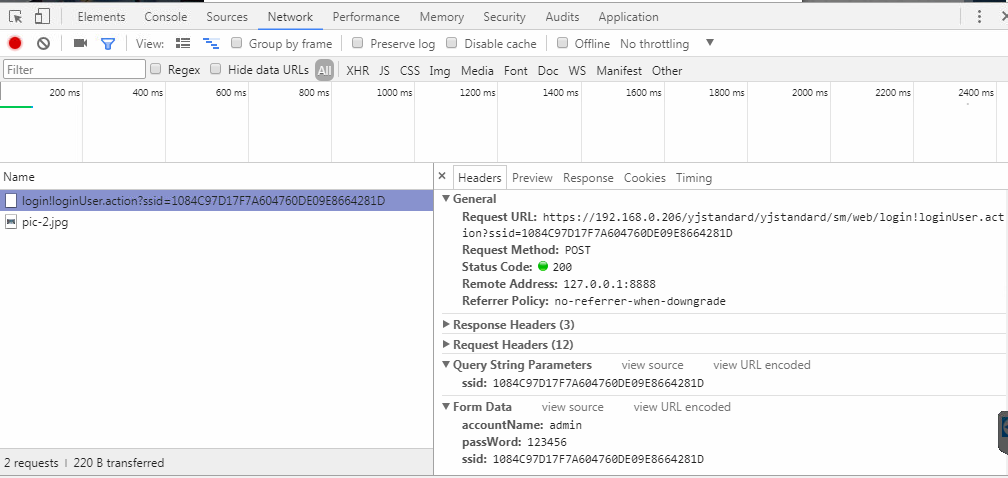 Elements Console Sources Network Performance Memory Security Audits Application
View: Group by frame Preserve log Disable cache Offline No throttling
Filter Regex Hide data URLs All XHR JS CSS Img Media Font Doc WS Manifest Other
200 ms 400 ms 600 ms 800 ms 1000 ms 1200 ms 1400 ms 1600 ms 1800 ms 2000 ms 2200 ms 2400 ms
Name
login!loginUser.action?ssid=1084C97D17F7A604760DE09E8664281D
pic-2.jpg
2 requests | 220 B transferred
× Headers Preview Response Cookies Timing
General
Request URL: https://192.168.0.206/yjstandard/yjstandard/sm/web/login!loginUser.act
ion?ssid=1084C97D17F7A604760DE09E8664281D
Request Method: POST
Status Code: 200
Remote Address: 127.0.0.1:8888
Referrer Policy: no-referrer-when-downgrade
Response Headers (3)
Request Headers (12)
Query String Parameters view source view URL encoded
ssid: 1084C97D17F7A604760DE09E8664281D
Form Data view source view URL encoded
accountName: admin
passWord: 123456
ssid: 1084C97D17F7A604760DE09E8664281D